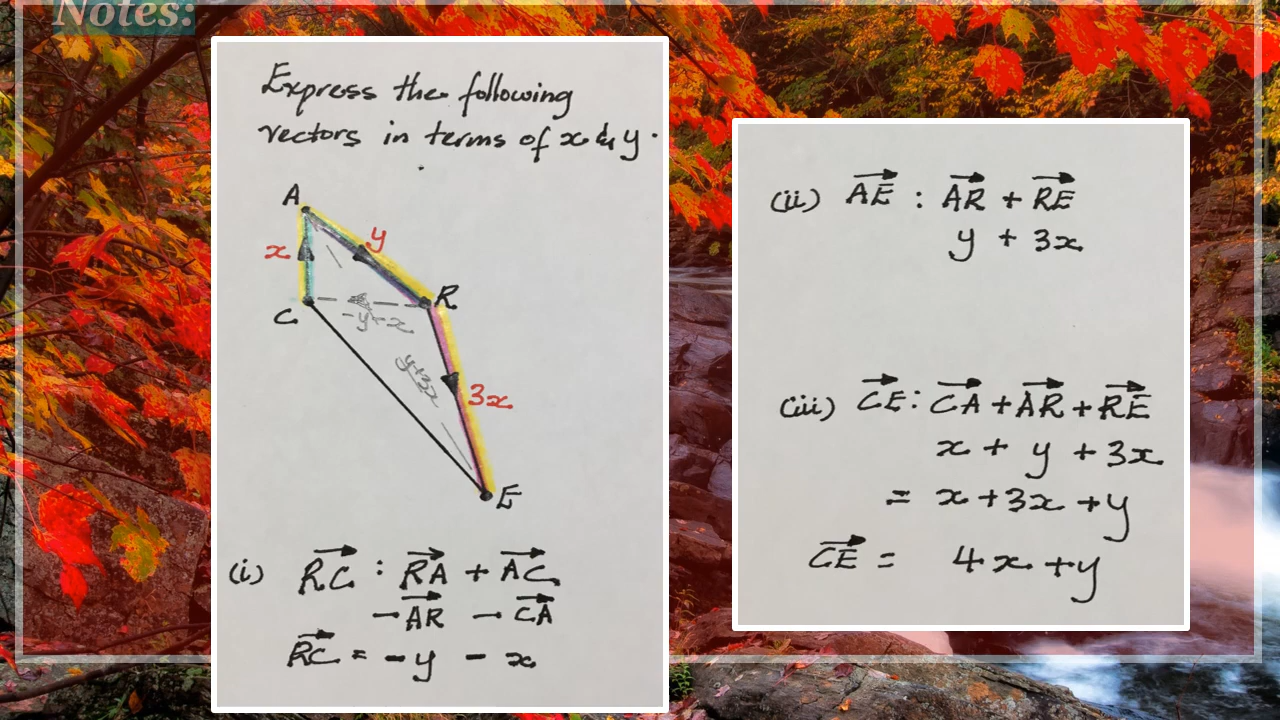 Notes:
Express the following
vectors in terms of x & y.
A
x
y
R
C
-y-x
y+3x
3x
E
(i) RC : RA + AC
-AR - CA
RC = -y - x
(ii) AE : AR + RE
y + 3x
(iii) CE : CA + AR + RE
x + y + 3x
= x + 3x + y
CE = 4x + y